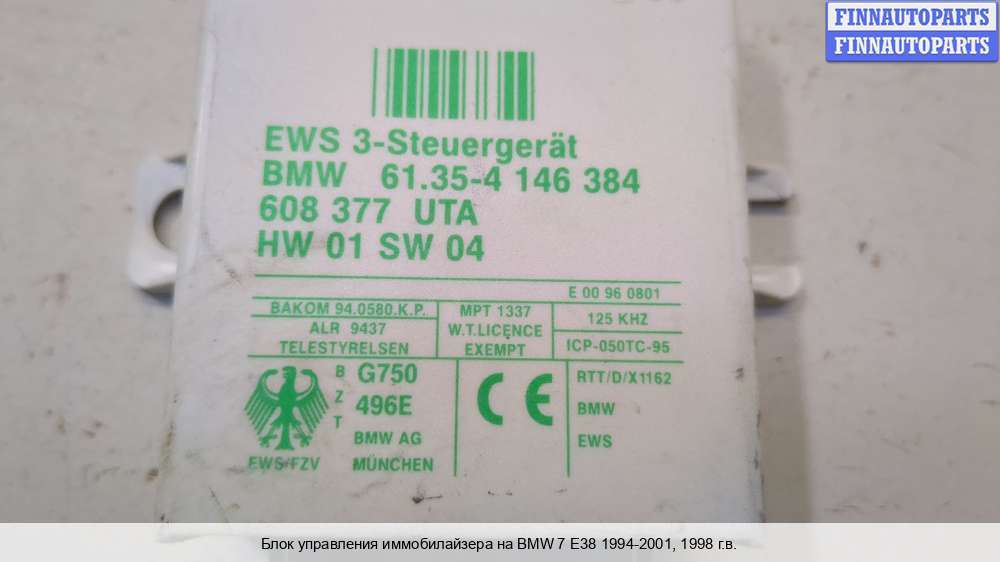 FINNAUTOPARTS
FINNAUTOPARTS
EWS 3-Steuergerät
BMW 61.35-4 146 384
608 377 UTA
HW 01 SW 04
E 00 96 0801
BAKOM 94.0580.K.P.
ALR 9437
TELESTYRELSEN
MPT 1337
W.T.LICENCE
EXEMPT
125 KHZ
ICP-050TC-95
B
Z
T
G750
496E
BMW AG
MÜNCHEN
EWS/FZV
CE
RTT/D/X1162
BMW
EWS
Блок управления иммобилайзера на BMW 7 E38 1994-2001, 1998 г.в.